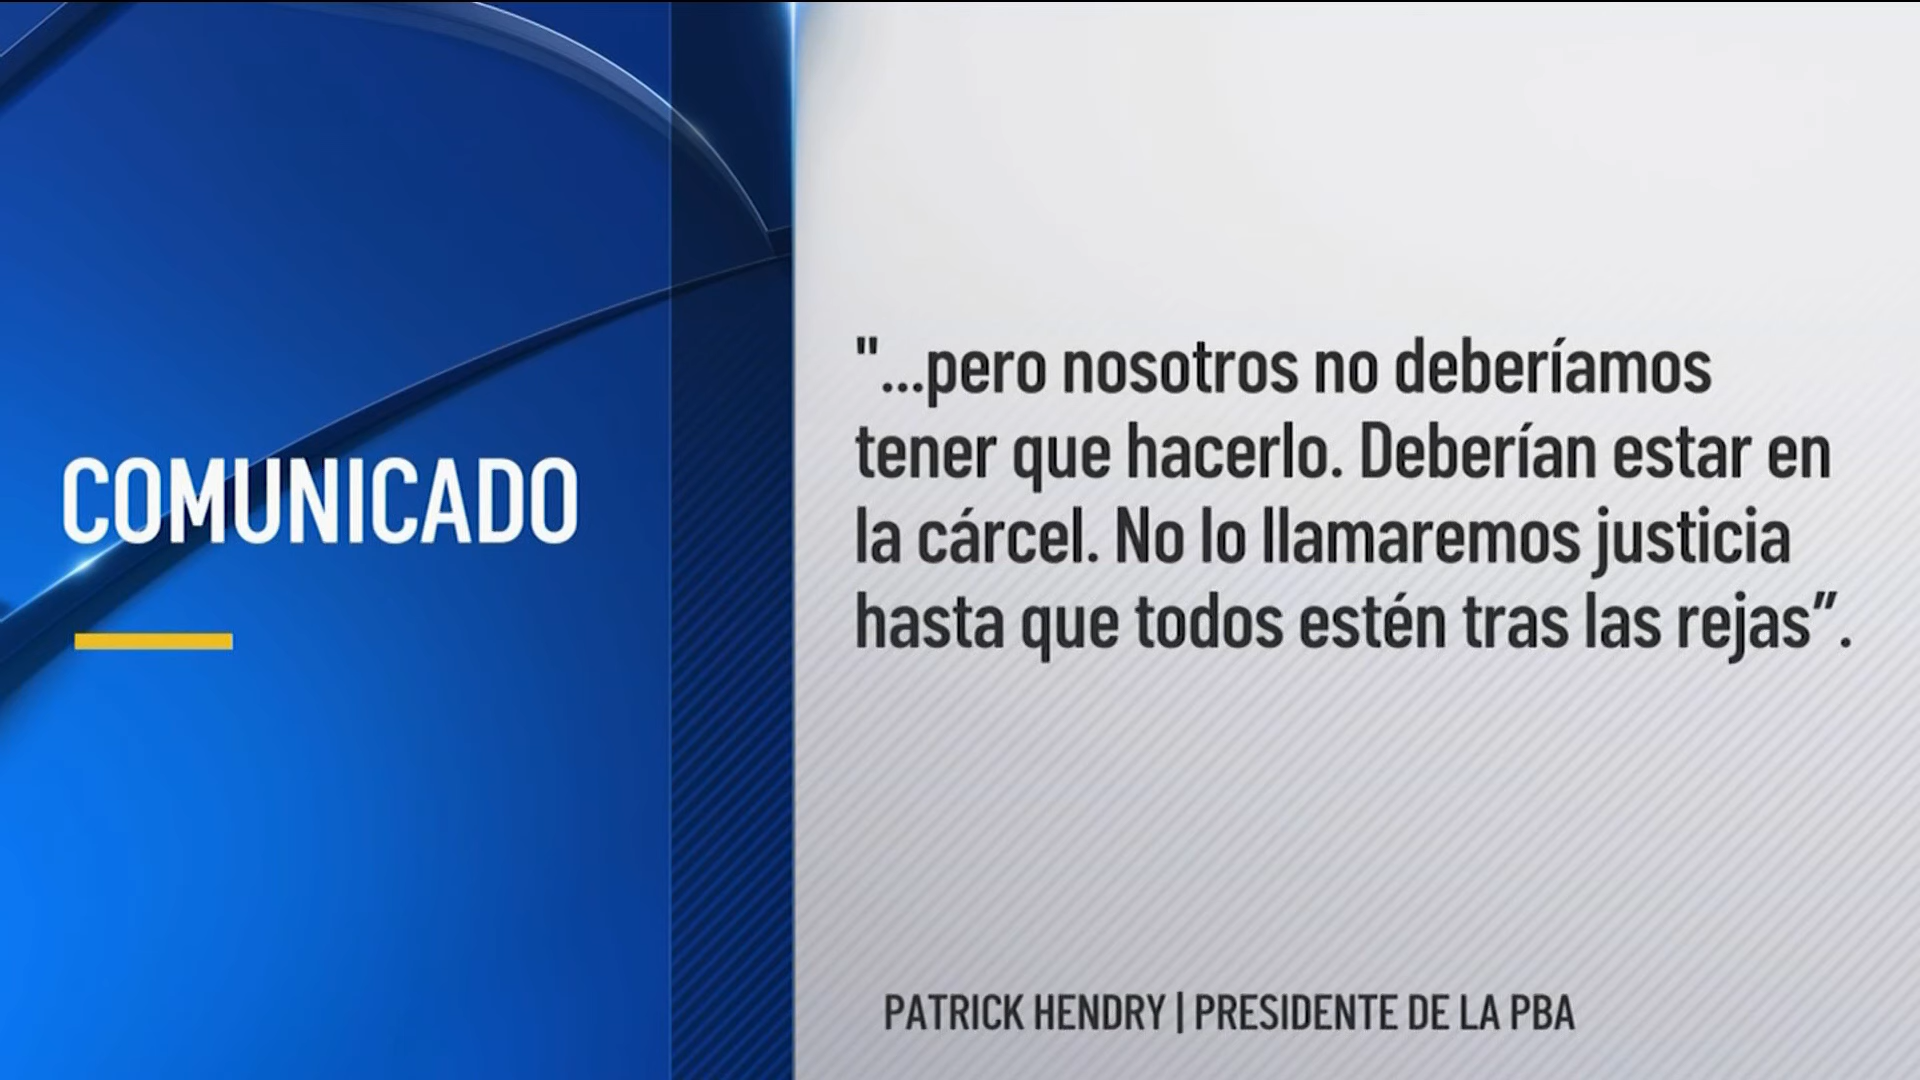 COMUNICADO
"...pero nosotros no deberíamos
tener que hacerlo. Deberían estar en
la cárcel. No lo llamaremos justicia
hasta que todos estén tras las rejas”.
PATRICK HENDRY | PRESIDENTE DE LA PBA